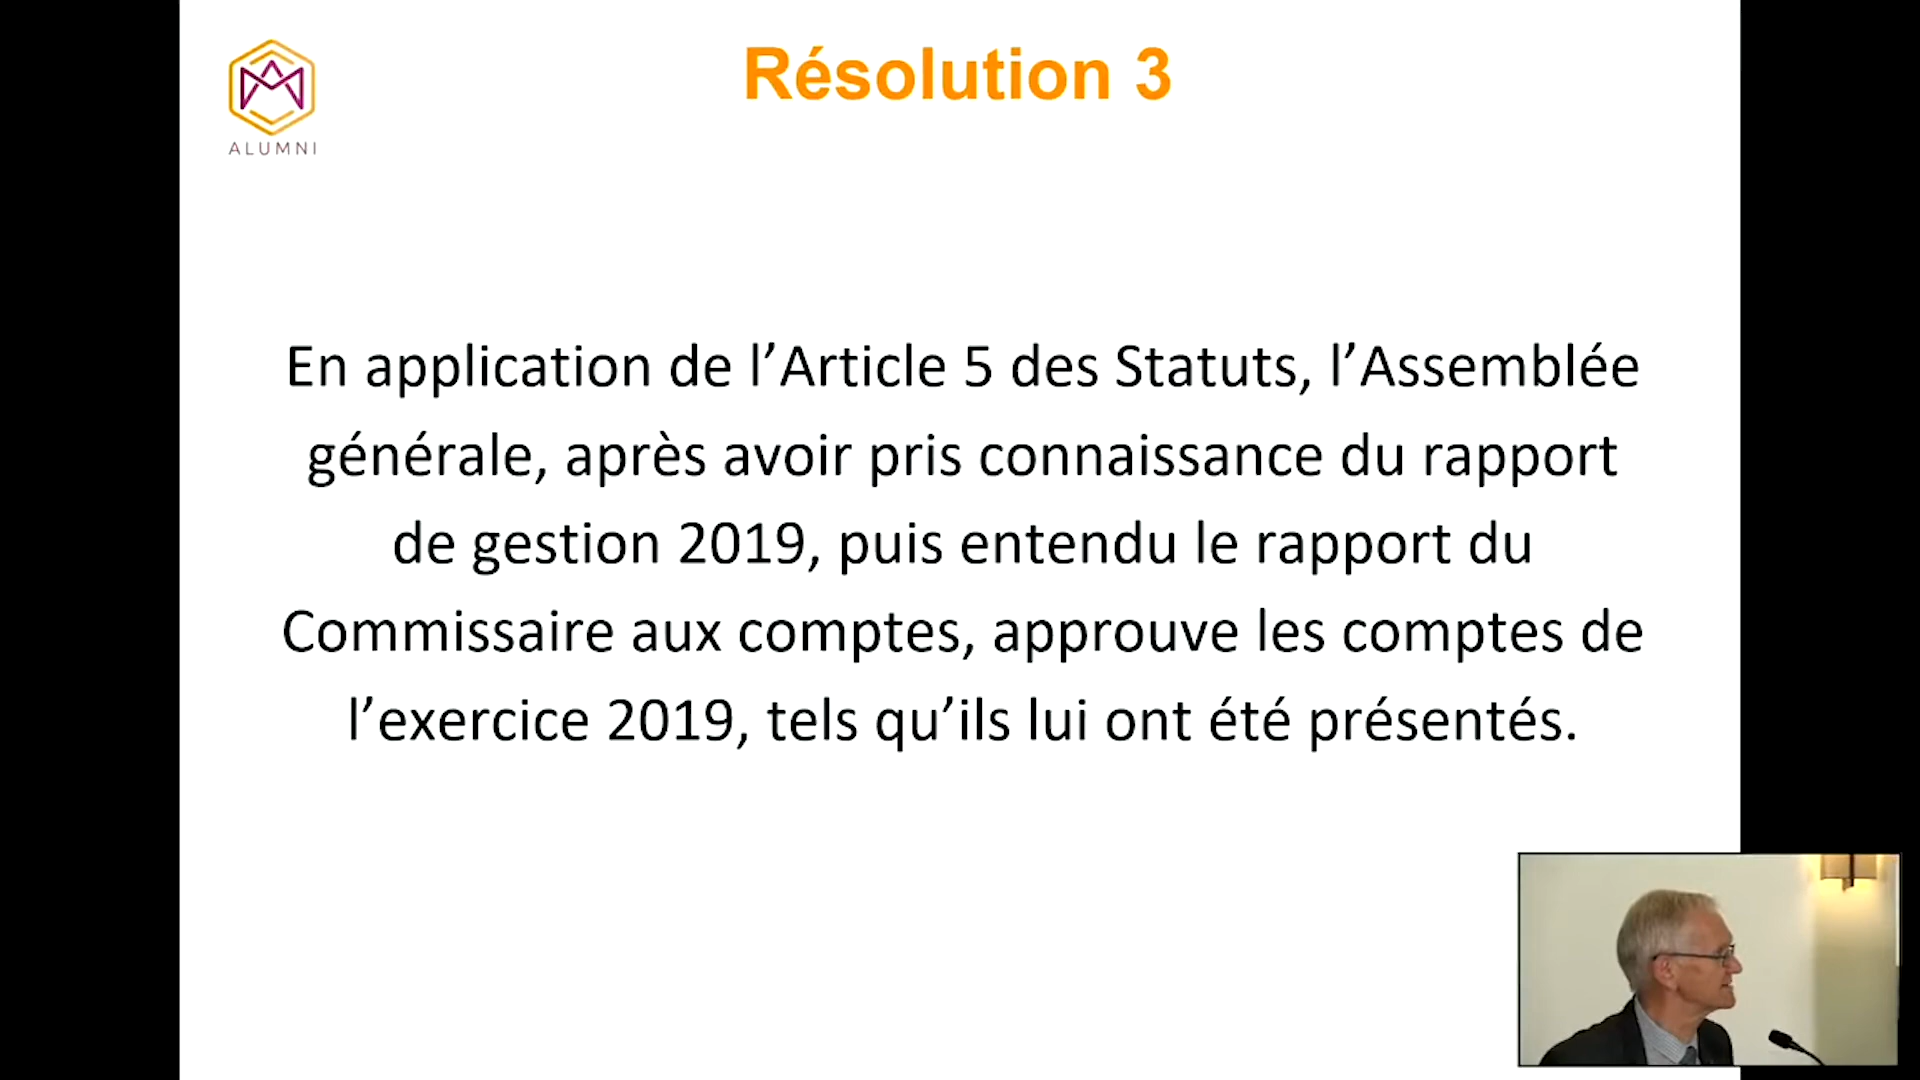 Résolution 3
ALUMNI
En application de l’Article 5 des Statuts, l’Assemblée
générale, après avoir pris connaissance du rapport
de gestion 2019, puis entendu le rapport du
Commissaire aux comptes, approuve les comptes de
l’exercice 2019, tels qu’ils lui ont été présentés.